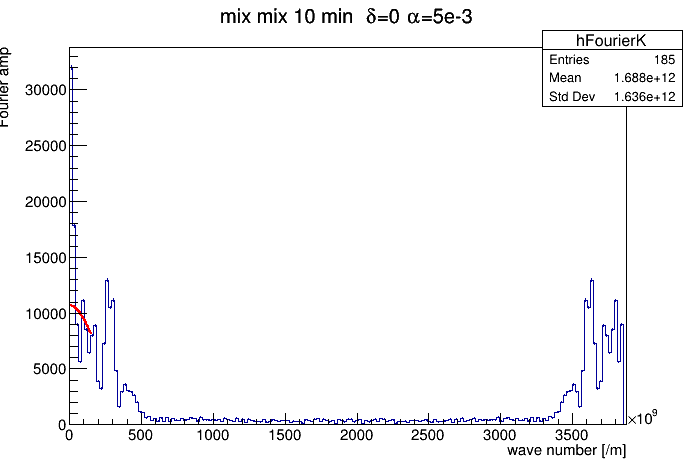 mix mix 10 min δ=0 α=5e-3
hFourierK
Entries 185
Mean 1.688e+12
Std Dev 1.636e+12
Fourier amp
30000
25000
20000
15000
10000
5000
0
0 500 1000 1500 2000 2500 3000 3500
×10⁹
wave number [/m]